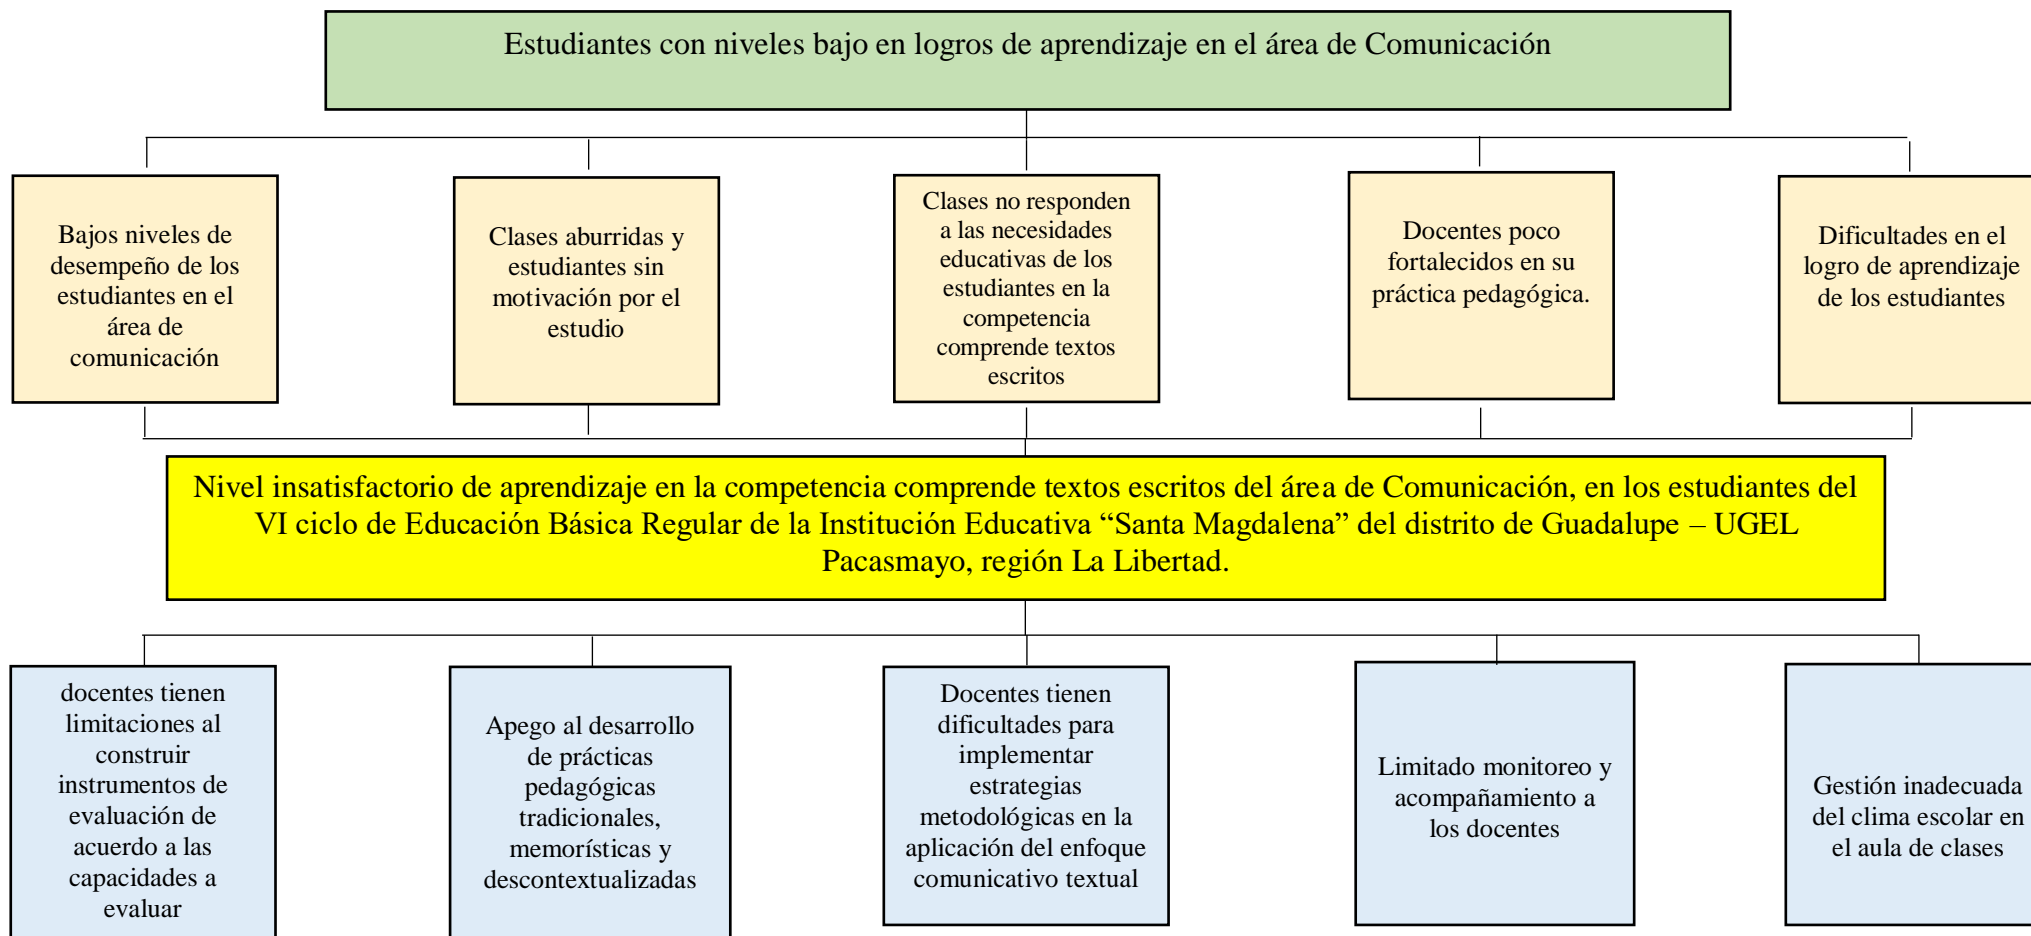 Estudiantes con niveles bajo en logros de aprendizaje en el área de Comunicación
Bajos niveles de
desempeño de los
estudiantes en el
área de
comunicación
Clases aburridas y
estudiantes sin
motivación por el
estudio
Clases no responden
a las necesidades
educativas de los
estudiantes en la
competencia
comprende textos
escritos
Docentes poco
fortalecidos en su
práctica pedagógica.
Dificultades en el
logro de aprendizaje
de los estudiantes
Nivel insatisfactorio de aprendizaje en la competencia comprende textos escritos del área de Comunicación, en los estudiantes del
VI ciclo de Educación Básica Regular de la Institución Educativa “Santa Magdalena” del distrito de Guadalupe – UGEL
Pacasmayo, región La Libertad.
docentes tienen
limitaciones al
construir
instrumentos de
evaluación de
acuerdo a las
capacidades a
evaluar
Apego al desarrollo
de prácticas
pedagógicas
tradicionales,
memorísticas y
descontextualizadas
Docentes tienen
dificultades para
implementar
estrategias
metodológicas en la
aplicación del enfoque
comunicativo textual
Limitado monitoreo y
acompañamiento a
los docentes
Gestión inadecuada
del clima escolar en
el aula de clases